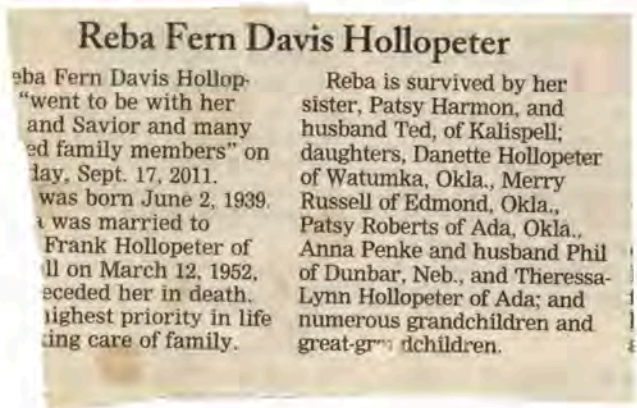 Reba Fern Davis Hollopeter
eba Fern Davis Hollop-
"went to be with her
and Savior and many
ed family members" on
day, Sept. 17, 2011.
was born June 2, 1939.
a was married to
Frank Hollopeter of
ll on March 12, 1952,
eceded her in death.
highest priority in life
king care of family.
Reba is survived by her
sister, Patsy Harmon, and
husband Ted, of Kalispell;
daughters, Danette Hollopeter
of Watumka, Okla., Merry
Russell of Edmond, Okla.,
Patsy Roberts of Ada, Okla.,
Anna Penke and husband Phil
of Dunbar, Neb., and Theressa-
Lynn Hollopeter of Ada; and
numerous grandchildren and
great-gr dchildren.